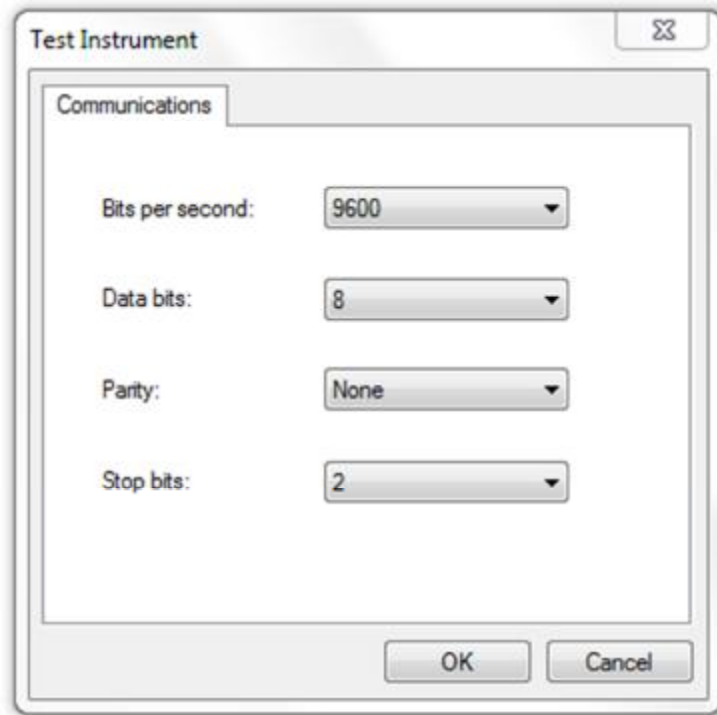 Test Instrument
Communications
Bits per second: 9600
Data bits: 8
Parity: None
Stop bits: 2
OK Cancel